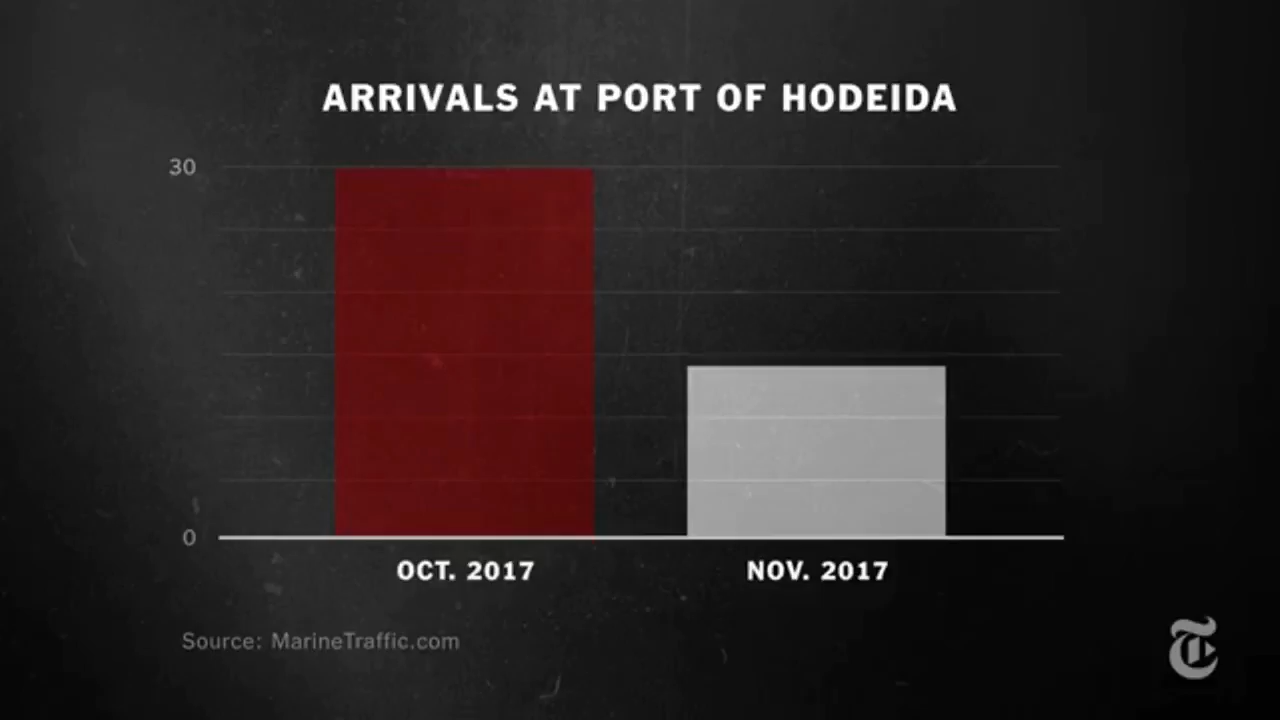 ARRIVALS AT PORT OF HODEIDA
30
0
OCT. 2017
NOV. 2017
Source: MarineTraffic.com
T